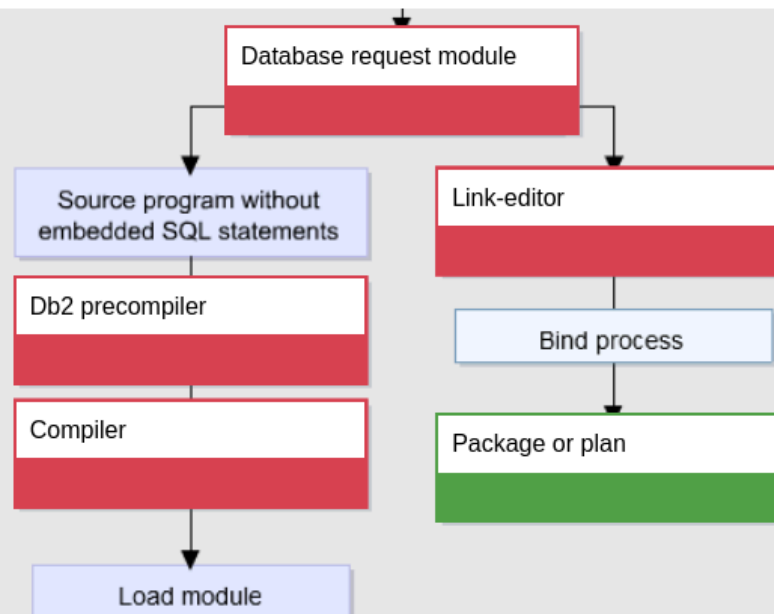 Database request module
Source program without
embedded SQL statements
Link-editor
Db2 precompiler
Bind process
Compiler
Package or plan
Load module